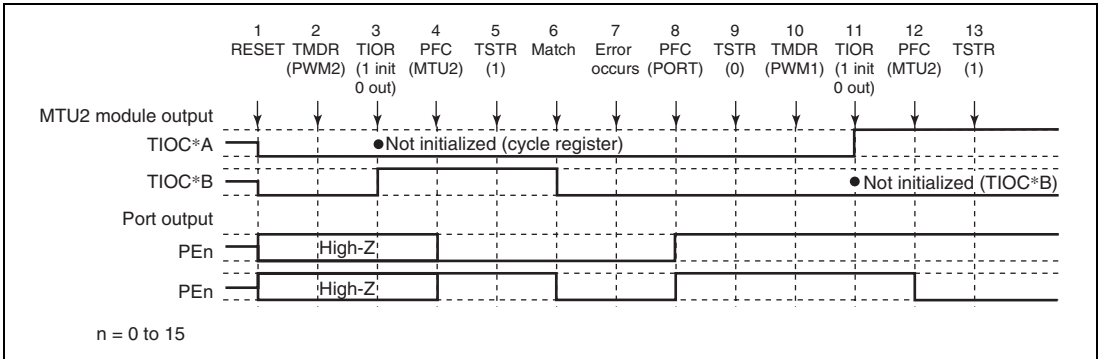 1 2 3 4 5 6 7 8 9 10 11 12 13
RESET TMDR TIOR PFC TSTR Match Error PFC TSTR TMDR TIOR PFC TSTR
(PWM2) (1 init (MTU2) (1) occurs (PORT) (0) (PWM1) (1 init (MTU2) (1)
0 out) 0 out)
MTU2 module output
TIOC*A ●Not initialized (cycle register)
TIOC*B ● Not initialized (TIOC*B)
Port output
PEn High-Z
PEn High-Z
n = 0 to 15